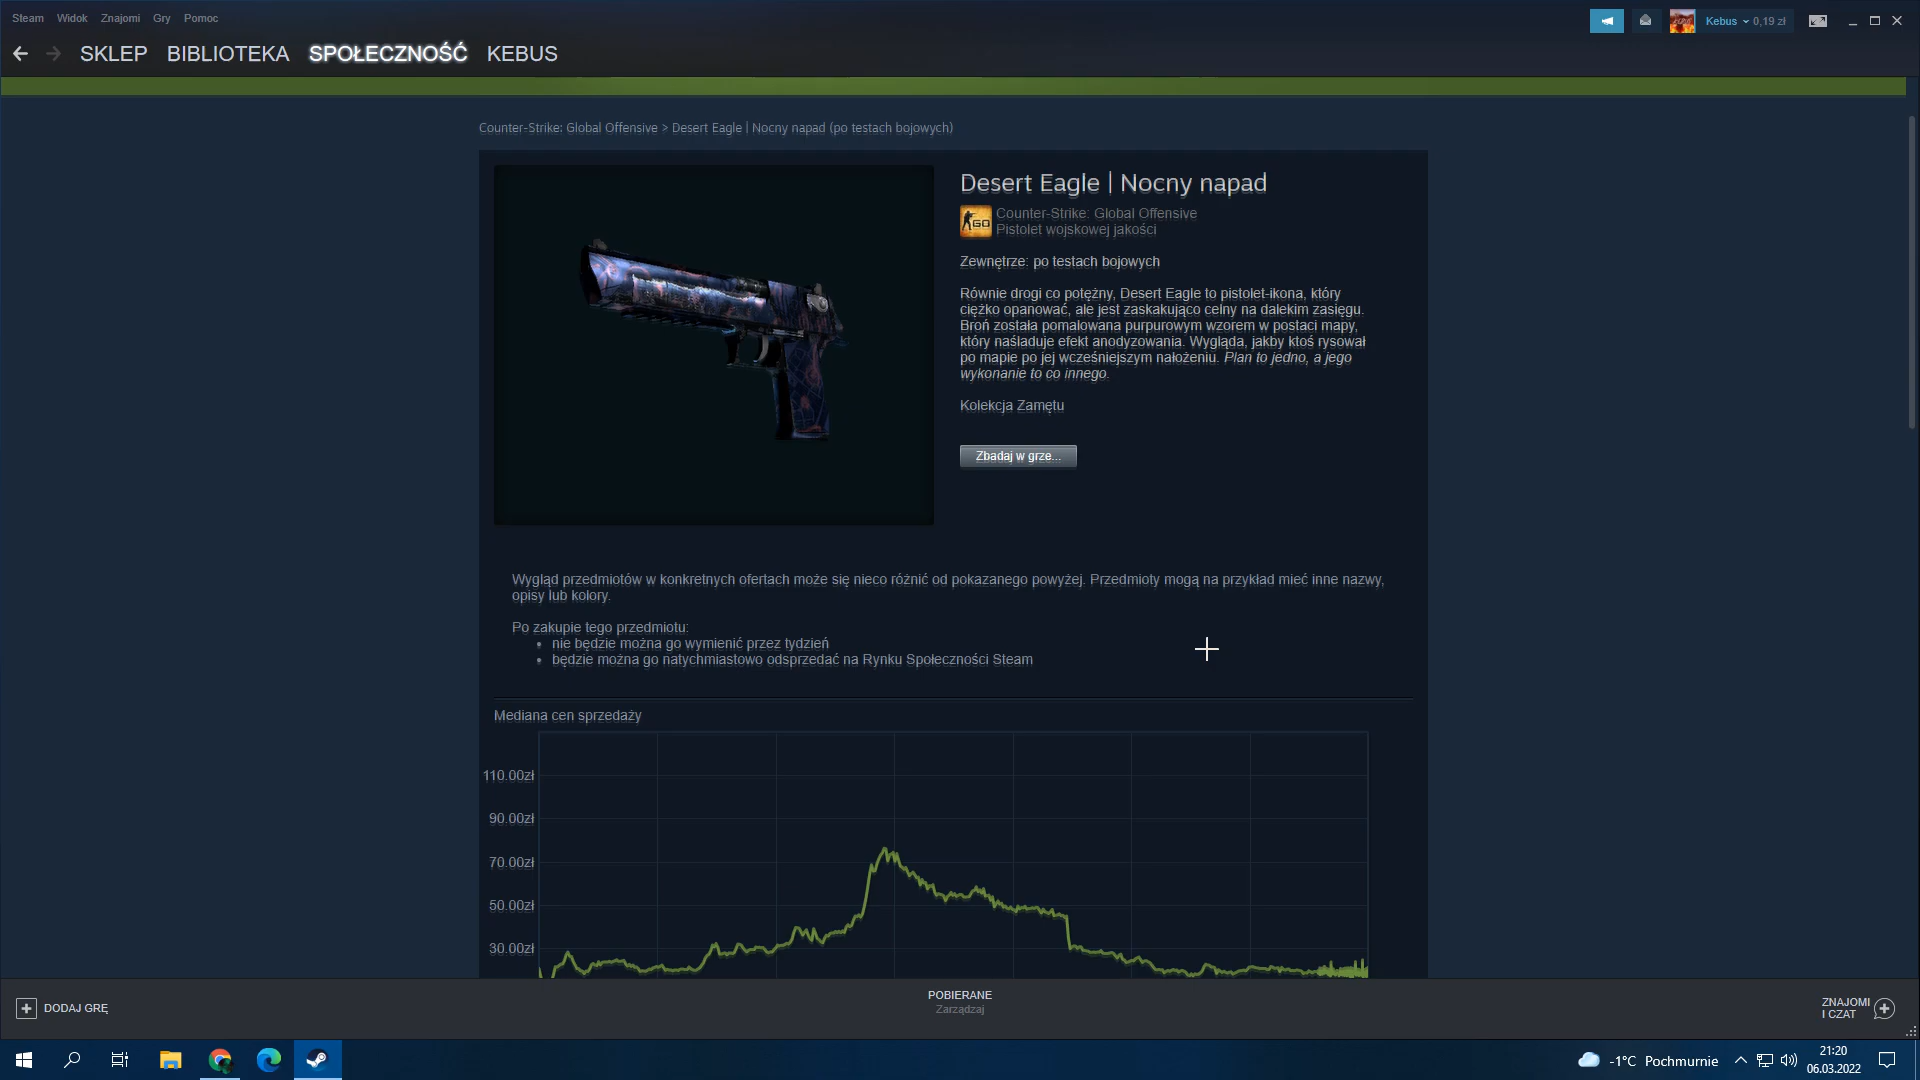 Steam Widok Znajomi Gry Pomoc
Kebus 0,19 zł
SKLEP BIBLIOTEKA SPOŁECZNOŚĆ KEBUS
Counter-Strike: Global Offensive > Desert Eagle | Nocny napad (po testach bojowych)
Desert Eagle | Nocny napad
GO
Counter-Strike: Global Offensive
Pistolet wojskowej jakości
Zewnętrze: po testach bojowych
Równie drogi co potężny, Desert Eagle to pistolet-ikona, który
ciężko opanować, ale jest zaskakująco celny na dalekim zasięgu.
Broń została pomalowana purpurowym wzorem w postaci mapy,
który naśladuje efekt anodyzowania. Wygląda, jakby ktoś rysował
po mapie po jej wcześniejszym nałożeniu. Plan to jedno, a jego
wykonanie to co innego.
Kolekcja Zamętu
Zbadaj w grze...
Wygląd przedmiotów w konkretnych ofertach może się nieco różnić od pokazanego powyżej. Przedmioty mogą na przykład mieć inne nazwy,
opisy lub kolory.
Po zakupie tego przedmiotu:
• nie będzie można go wymienić przez tydzień
• będzie można go natychmiastowo odsprzedać na Rynku Społeczności Steam
Mediana cen sprzedaży
110.00zł
90.00zł
70.00zł
50.00zł
30.00zł
DODAJ GRĘ
POBIERANE
Zarządzaj
ZNAJOMI
I CZAT
-1°C Pochmurnie
21:20
06.03.2022